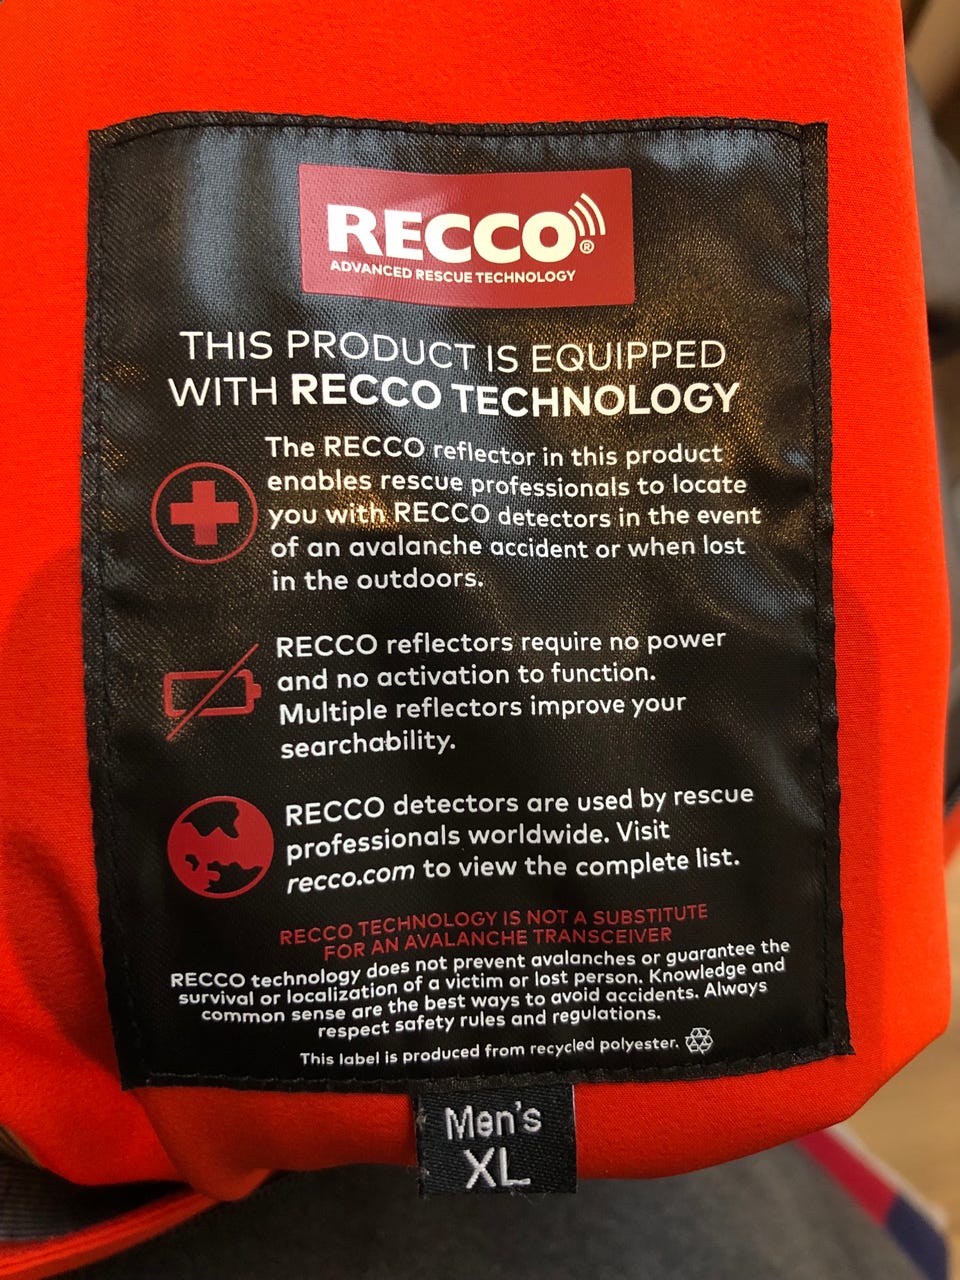 RECCO®
ADVANCED RESCUE TECHNOLOGY
THIS PRODUCT IS EQUIPPED
WITH RECCO TECHNOLOGY
The RECCO reflector in this product
enables rescue professionals to locate
you with RECCO detectors in the event
of an avalanche accident or when lost
in the outdoors.
RECCO reflectors require no power
and no activation to function.
Multiple reflectors improve your
searchability.
RECCO detectors are used by rescue
professionals worldwide. Visit
recco.com to view the complete list.
RECCO TECHNOLOGY IS NOT A SUBSTITUTE
FOR AN AVALANCHE TRANSCEIVER
RECCO technology does not prevent avalanches or guarantee the
survival or localization of a victim or lost person. Knowledge and
common sense are the best ways to avoid accidents. Always
respect safety rules and regulations.
This label is produced from recycled polyester.
Men's
XL